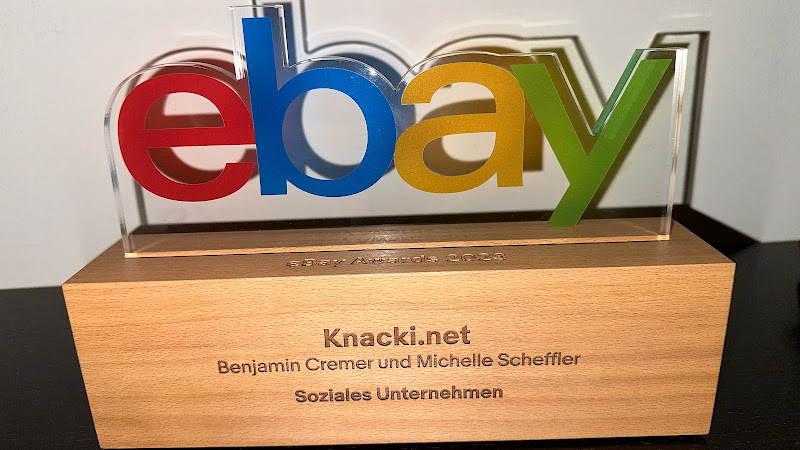 ebay
eBay Awards 2023
Knacki.net
Benjamin Cremer und Michelle Scheffler
Soziales Unternehmen